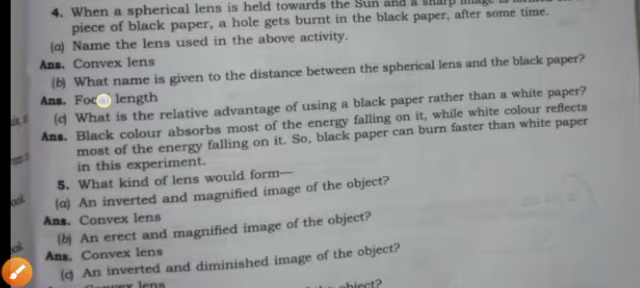 4. When a spherical lens is held towards the Sun and a sharp image is formed on
piece of black paper, a hole gets burnt in the black paper, after some time.
(a) Name the lens used in the above activity.
Ans. Convex lens
(b) What name is given to the distance between the spherical lens and the black paper?
Ans. Focal length
(c) What is the relative advantage of using a black paper rather than a white paper?
Ans. Black colour absorbs most of the energy falling on it, while white colour reflects
most of the energy falling on it. So, black paper can burn faster than white paper
in this experiment.
5. What kind of lens would form—
(a) An inverted and magnified image of the object?
Ans. Convex lens
(b) An erect and magnified image of the object?
Ans. Convex lens
(c) An inverted and diminished image of the object?
Convex lens
object?